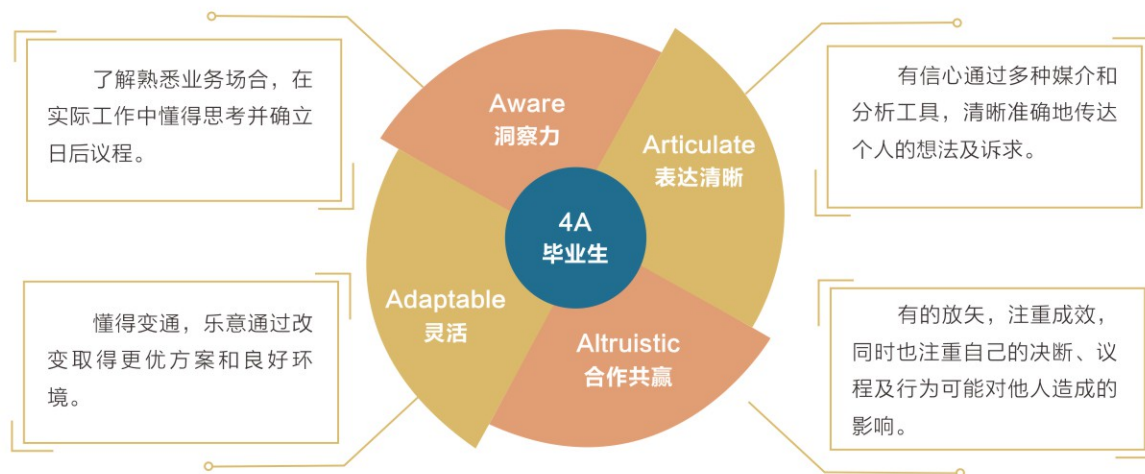 了解熟悉业务场合，在
实际工作中懂得思考并确立
日后议程。
Aware
洞察力
Articulate
表达清晰
有信心通过多种媒介和
分析工具，清晰准确地传达
个人的想法及诉求。
4A
毕业生
懂得变通，乐意通过改
变取得更优方案和良好环
境。
Adaptable
灵活
Altruistic
合作共赢
有的放矢，注重成效，
同时也注重自己的决断、议
程及行为可能对他人造成的
影响。